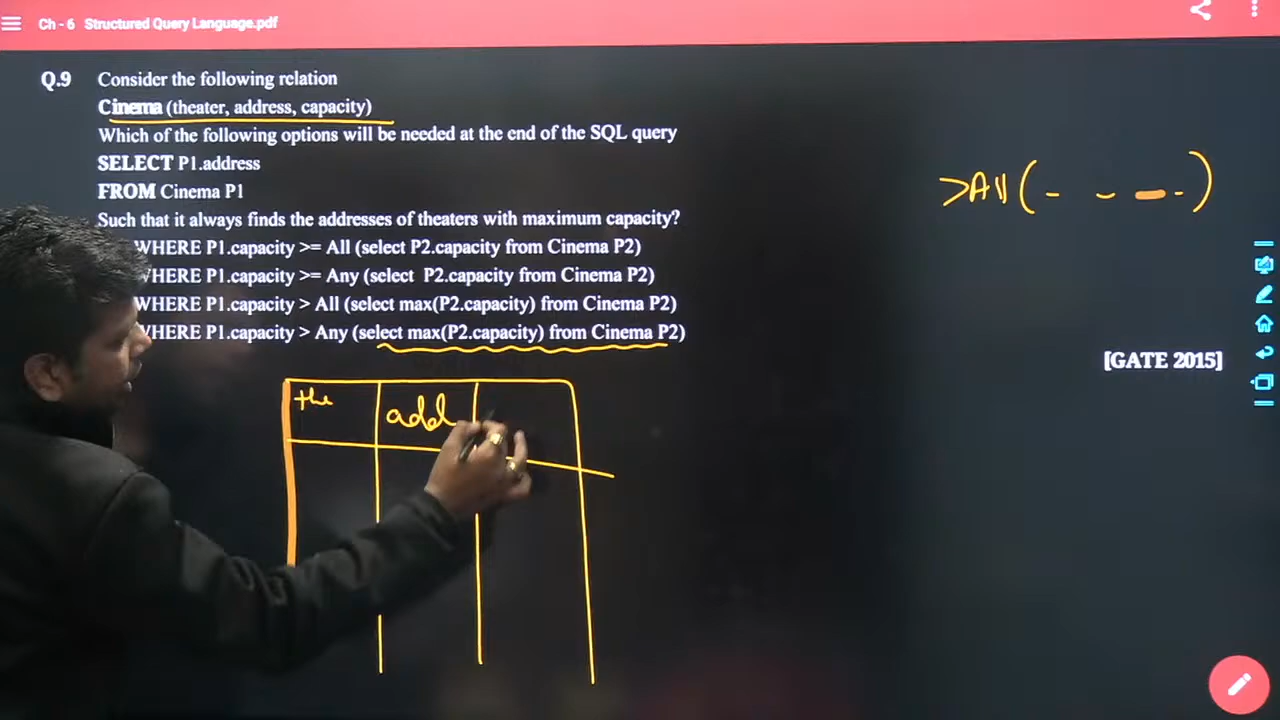 Ch - 6 Structured Query Language.pdf
Q.9 Consider the following relation
Cinema (theater, address, capacity)
Which of the following options will be needed at the end of the SQL query
SELECT P1.address
FROM Cinema P1
Such that it always finds the addresses of theaters with maximum capacity?
WHERE P1.capacity >= All (select P2.capacity from Cinema P2)
WHERE P1.capacity >= Any (select P2.capacity from Cinema P2)
WHERE P1.capacity > All (select max(P2.capacity) from Cinema P2)
WHERE P1.capacity > Any (select max(P2.capacity) from Cinema P2)
>All (- - - -)
[GATE 2015]
the add